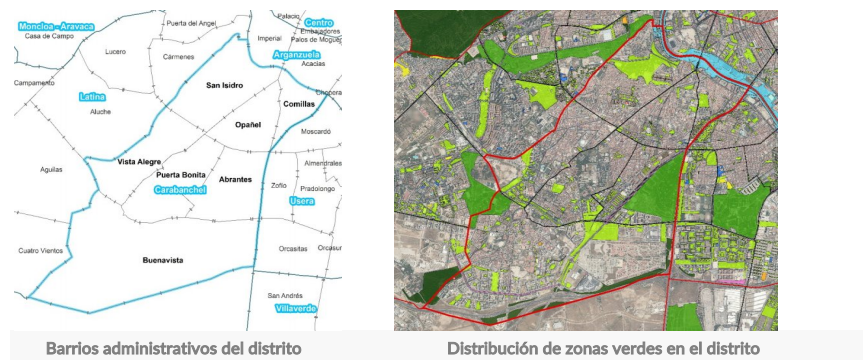 Moncloa - Aravaca
Casa de Campo
Puerta del Angel
Palacio
Centro
Embajadores
Imperial
Palos de Moguer
Lucero
Cármenes
Arganzuela
Acacias
Campamento
San Isidro
Latina
Chopera
Comillas
Aluche
Opañel
Moscardó
Vista Alegre
Almendrales
Aguilas
Puerta Bonita
Abrantes
Zofio
Carabanchel
Pradolongo
Usera
Cuatro Vientos
Orcasitas
Orcasur
Buenavista
San Andrés
Villaverde
Barrios administrativos del distrito
Distribución de zonas verdes en el distrito